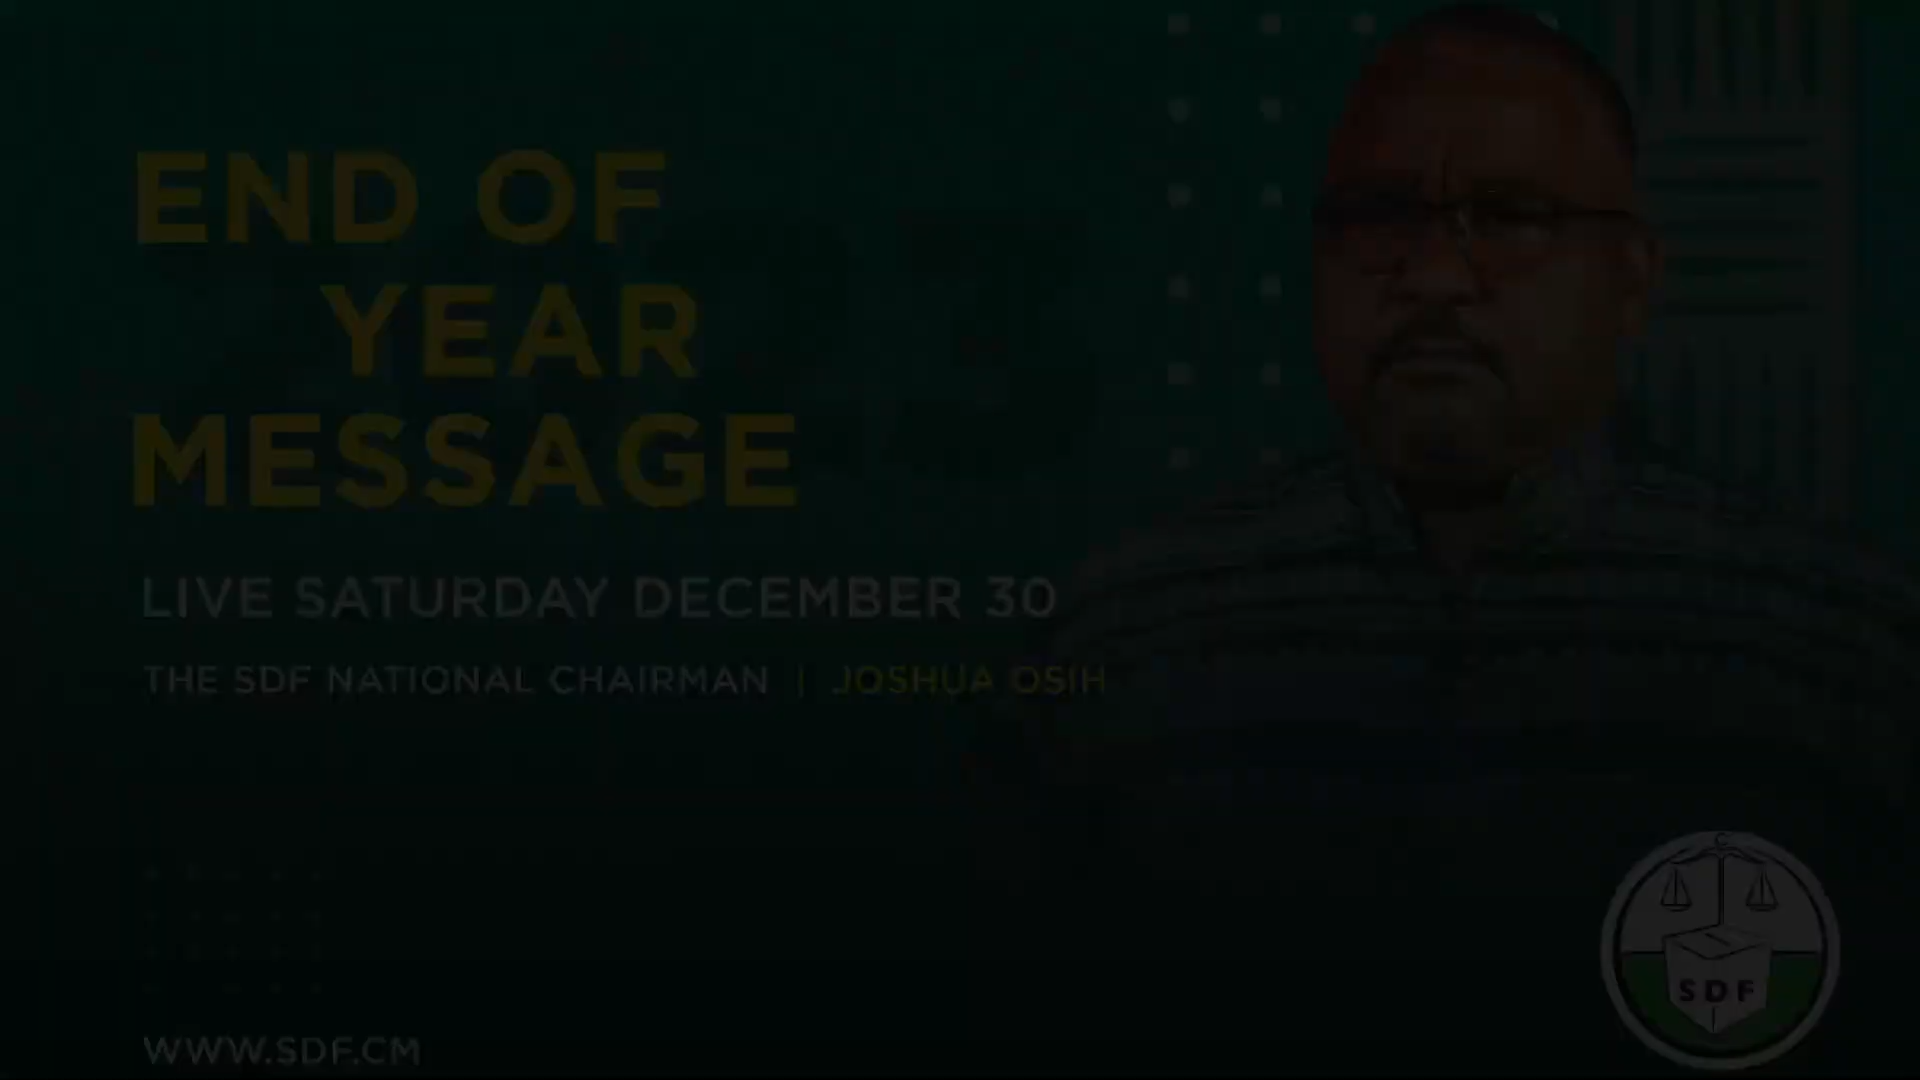 END OF
YEAR
MESSAGE
LIVE SATURDAY DECEMBER 30
THE SDF NATIONAL CHAIRMAN | JOSHUA OSIH
SDF
WWW.SDF.CM